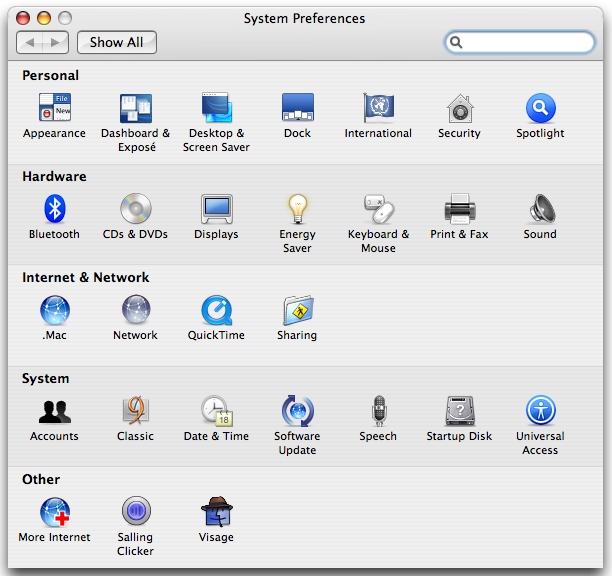 System Preferences
Show All
Personal
File
New
Appearance
Dashboard &
Exposé
Desktop &
Screen Saver
Dock
International
Security
Spotlight
Hardware
Bluetooth
CDs & DVDs
Displays
Energy
Saver
Keyboard &
Mouse
Print & Fax
Sound
Internet & Network
.Mac
Network
QuickTime
Sharing
System
9
18
?
Accounts
Classic
Date & Time
Software
Update
Speech
Startup Disk
Universal
Access
Other
More Internet
Salling
Clicker
Visage